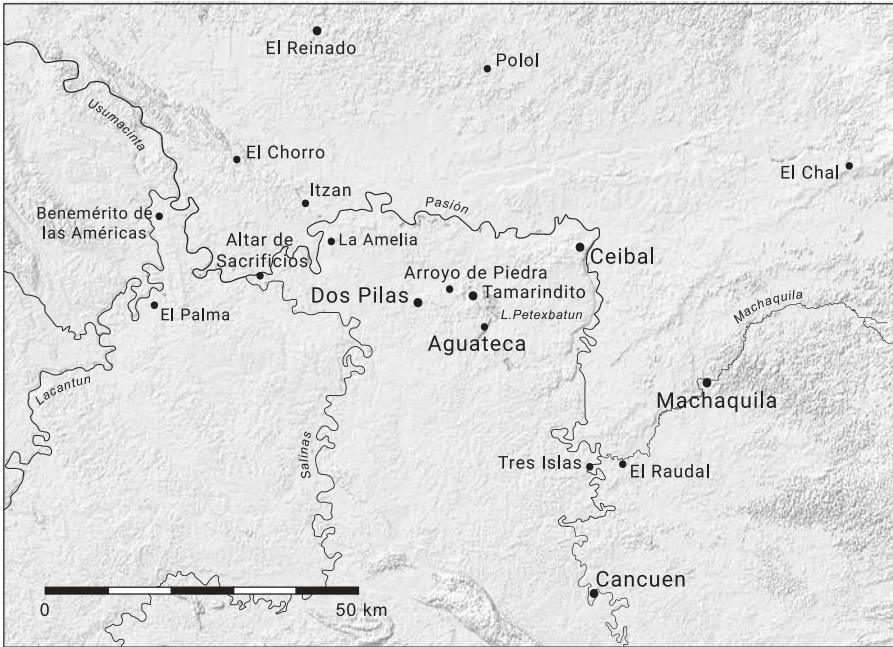 El Reinado
Polol
Usumacinta
El Chorro
El Chal
Itzan
Pasión
Benemérito de
las Américas
Altar de
Sacrificios
La Amelia
Ceibal
Arroyo de Piedra
Dos Pilas
Tamarindito
El Palma
L.Petexbatun
Machaquila
Aguateca
Lacantun
Machaquila
Salinas
Tres Islas
El Raudal
Cancuen
0
50 km